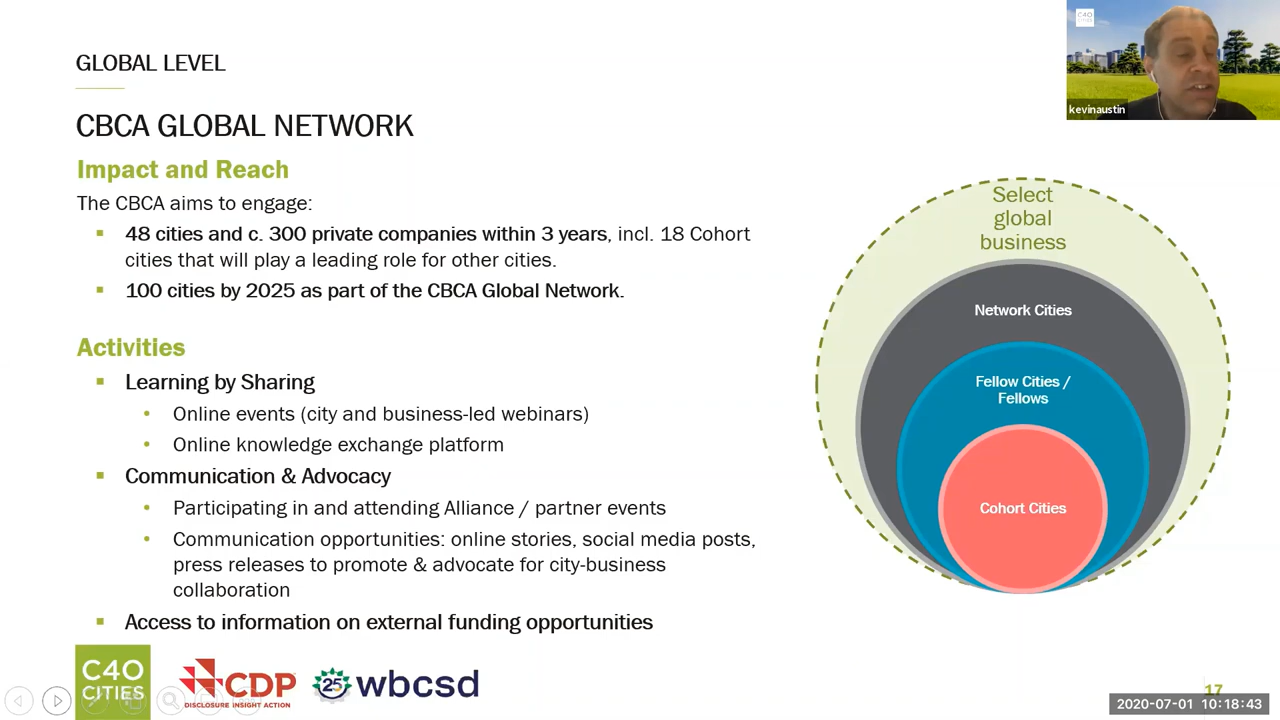 GLOBAL LEVEL
CBCA GLOBAL NETWORK
Impact and Reach
The CBCA aims to engage:
48 cities and c. 300 private companies within 3 years, incl. 18 Cohort
cities that will play a leading role for other cities.
100 cities by 2025 as part of the CBCA Global Network.
Activities
Learning by Sharing
Online events (city and business-led webinars)
Online knowledge exchange platform
Communication & Advocacy
Participating in and attending Alliance / partner events
Communication opportunities: online stories, social media posts,
press releases to promote & advocate for city-business
collaboration
Access to information on external funding opportunities
C40
CITIES
CDP
DISCLOSURE INSIGHT ACTION
25
wbcsd
C40
CITIES
kevinaustin
Select
global
business
Network Cities
Fellow Cities /
Fellows
Cohort Cities
17
2020-07-01 10:18:43